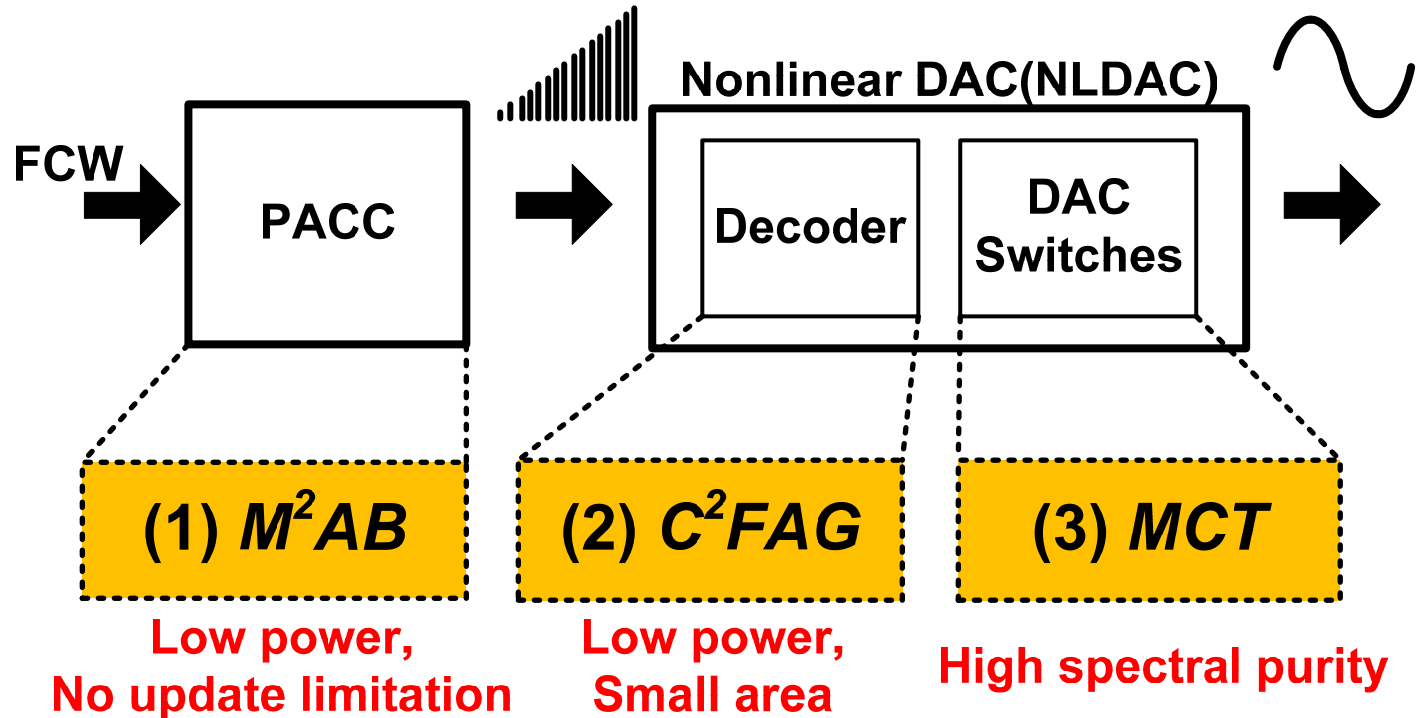 Nonlinear DAC(NLDAC)
FCW
PACC
Decoder
DAC
Switches
(1) M²AB
(2) C²FAG
(3) MCT
Low power,
No update limitation
Low power,
Small area
High spectral purity